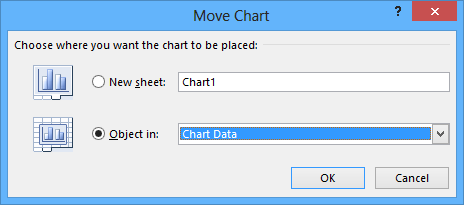 Move Chart
?
Choose where you want the chart to be placed:
New sheet: Chart1
Object in: Chart Data
OK Cancel